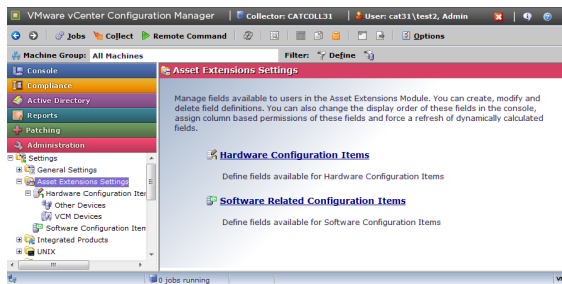 VMware vCenter Configuration Manager Collector: CATCOLL31 User: cat31\test2, Admin
Jobs Collect Remote Command Options
Machine Group: All Machines Filter: Define
Console
Asset Extensions Settings
Compliance
Active Directory
Reports
Patching
Administration
Manage fields available to users in the Asset Extensions Module. You can create, modify and
delete field definitions. You can also change the display order of these fields in the console,
assign column based permissions of these fields and force a refresh of dynamically calculated
fields.
Settings
General Settings
Asset Extensions Settings
Hardware Configuration Iter
Other Devices
VCM Devices
Software Configuration Iten
Integrated Products
UNIX
Hardware Configuration Items
Define fields available for Hardware Configuration Items
Software Related Configuration Items
Define fields available for Software Configuration Items
0 jobs running